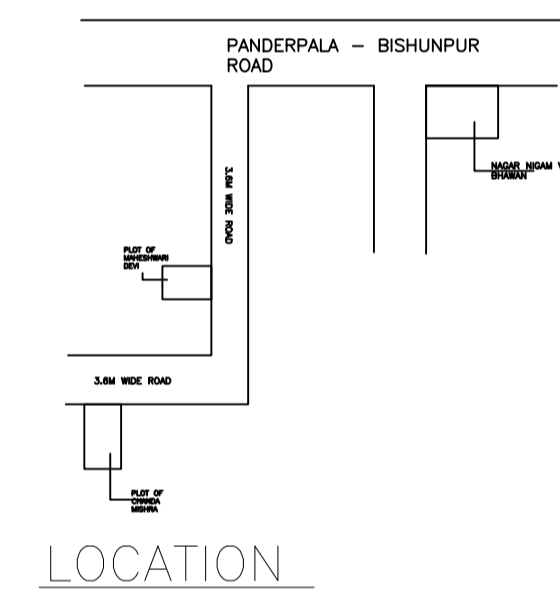 PANDERPALA – BISHUNPUR
ROAD
NAGAR NIGAM
BHAWAN
3.6M WIDE ROAD
PLOT OF
MAHESHWARI
DEVI
3.6M WIDE ROAD
PLOT OF
CHANDA
MISHRA
LOCATION